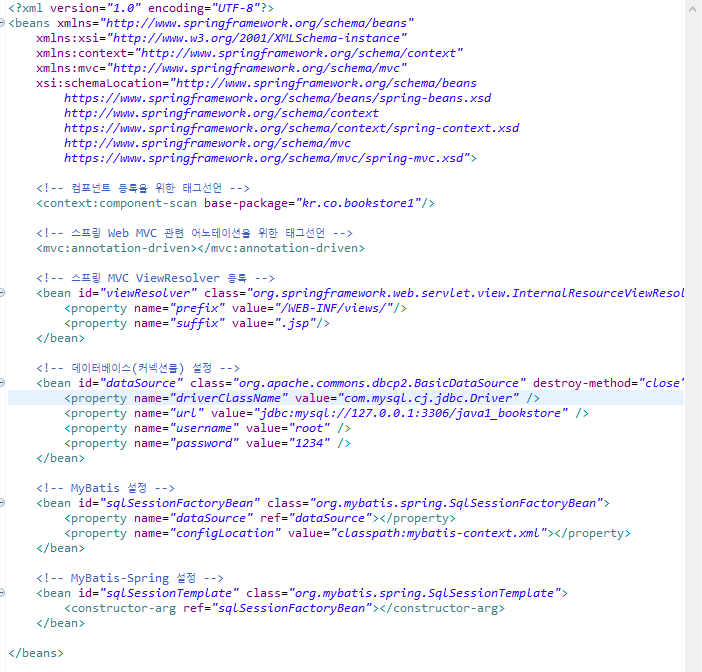 <?xml version="1.0" encoding="UTF-8"?>
<beans xmlns="http://www.springframework.org/schema/beans"
xmlns:xsi="http://www.w3.org/2001/XMLSchema-instance"
xmlns:context="http://www.springframework.org/schema/context"
xmlns:mvc="http://www.springframework.org/schema/mvc"
xsi:schemaLocation="http://www.springframework.org/schema/beans
https://www.springframework.org/schema/beans/spring-beans.xsd
http://www.springframework.org/schema/context
https://www.springframework.org/schema/context/spring-context.xsd
http://www.springframework.org/schema/mvc
https://www.springframework.org/schema/mvc/spring-mvc.xsd">
<!-- 컴포넌트 등록을 위한 태그선언 -->
<context:component-scan base-package="kr.co.bookstore1"/>
<!-- 스프링 Web MVC 관련 어노테이션을 위한 태그선언 -->
<mvc:annotation-driven></mvc:annotation-driven>
<!-- 스프링 MVC ViewResolver 등록 -->
<bean id="viewResolver" class="org.springframework.web.servlet.view.InternalResourceViewResol
<property name="prefix" value="/WEB-INF/views/"/>
<property name="suffix" value=".jsp"/>
</bean>
<!-- 데이터베이스(커넥션풀) 설정 -->
<bean id="dataSource" class="org.apache.commons.dbcp2.BasicDataSource" destroy-method="close"
<property name="driverClassName" value="com.mysql.cj.jdbc.Driver" />
<property name="url" value="jdbc:mysql://127.0.0.1:3306/java1_bookstore" />
<property name="username" value="root" />
<property name="password" value="1234" />
</bean>
<!-- MyBatis 설정 -->
<bean id="sqlSessionFactoryBean" class="org.mybatis.spring.SqlSessionFactoryBean">
<property name="dataSource" ref="dataSource"></property>
<property name="configLocation" value="classpath:mybatis-context.xml"></property>
</bean>
<!-- MyBatis-Spring 설정 -->
<bean id="sqlSessionTemplate" class="org.mybatis.spring.SqlSessionTemplate">
<constructor-arg ref="sqlSessionFactoryBean"></constructor-arg>
</bean>
</beans>